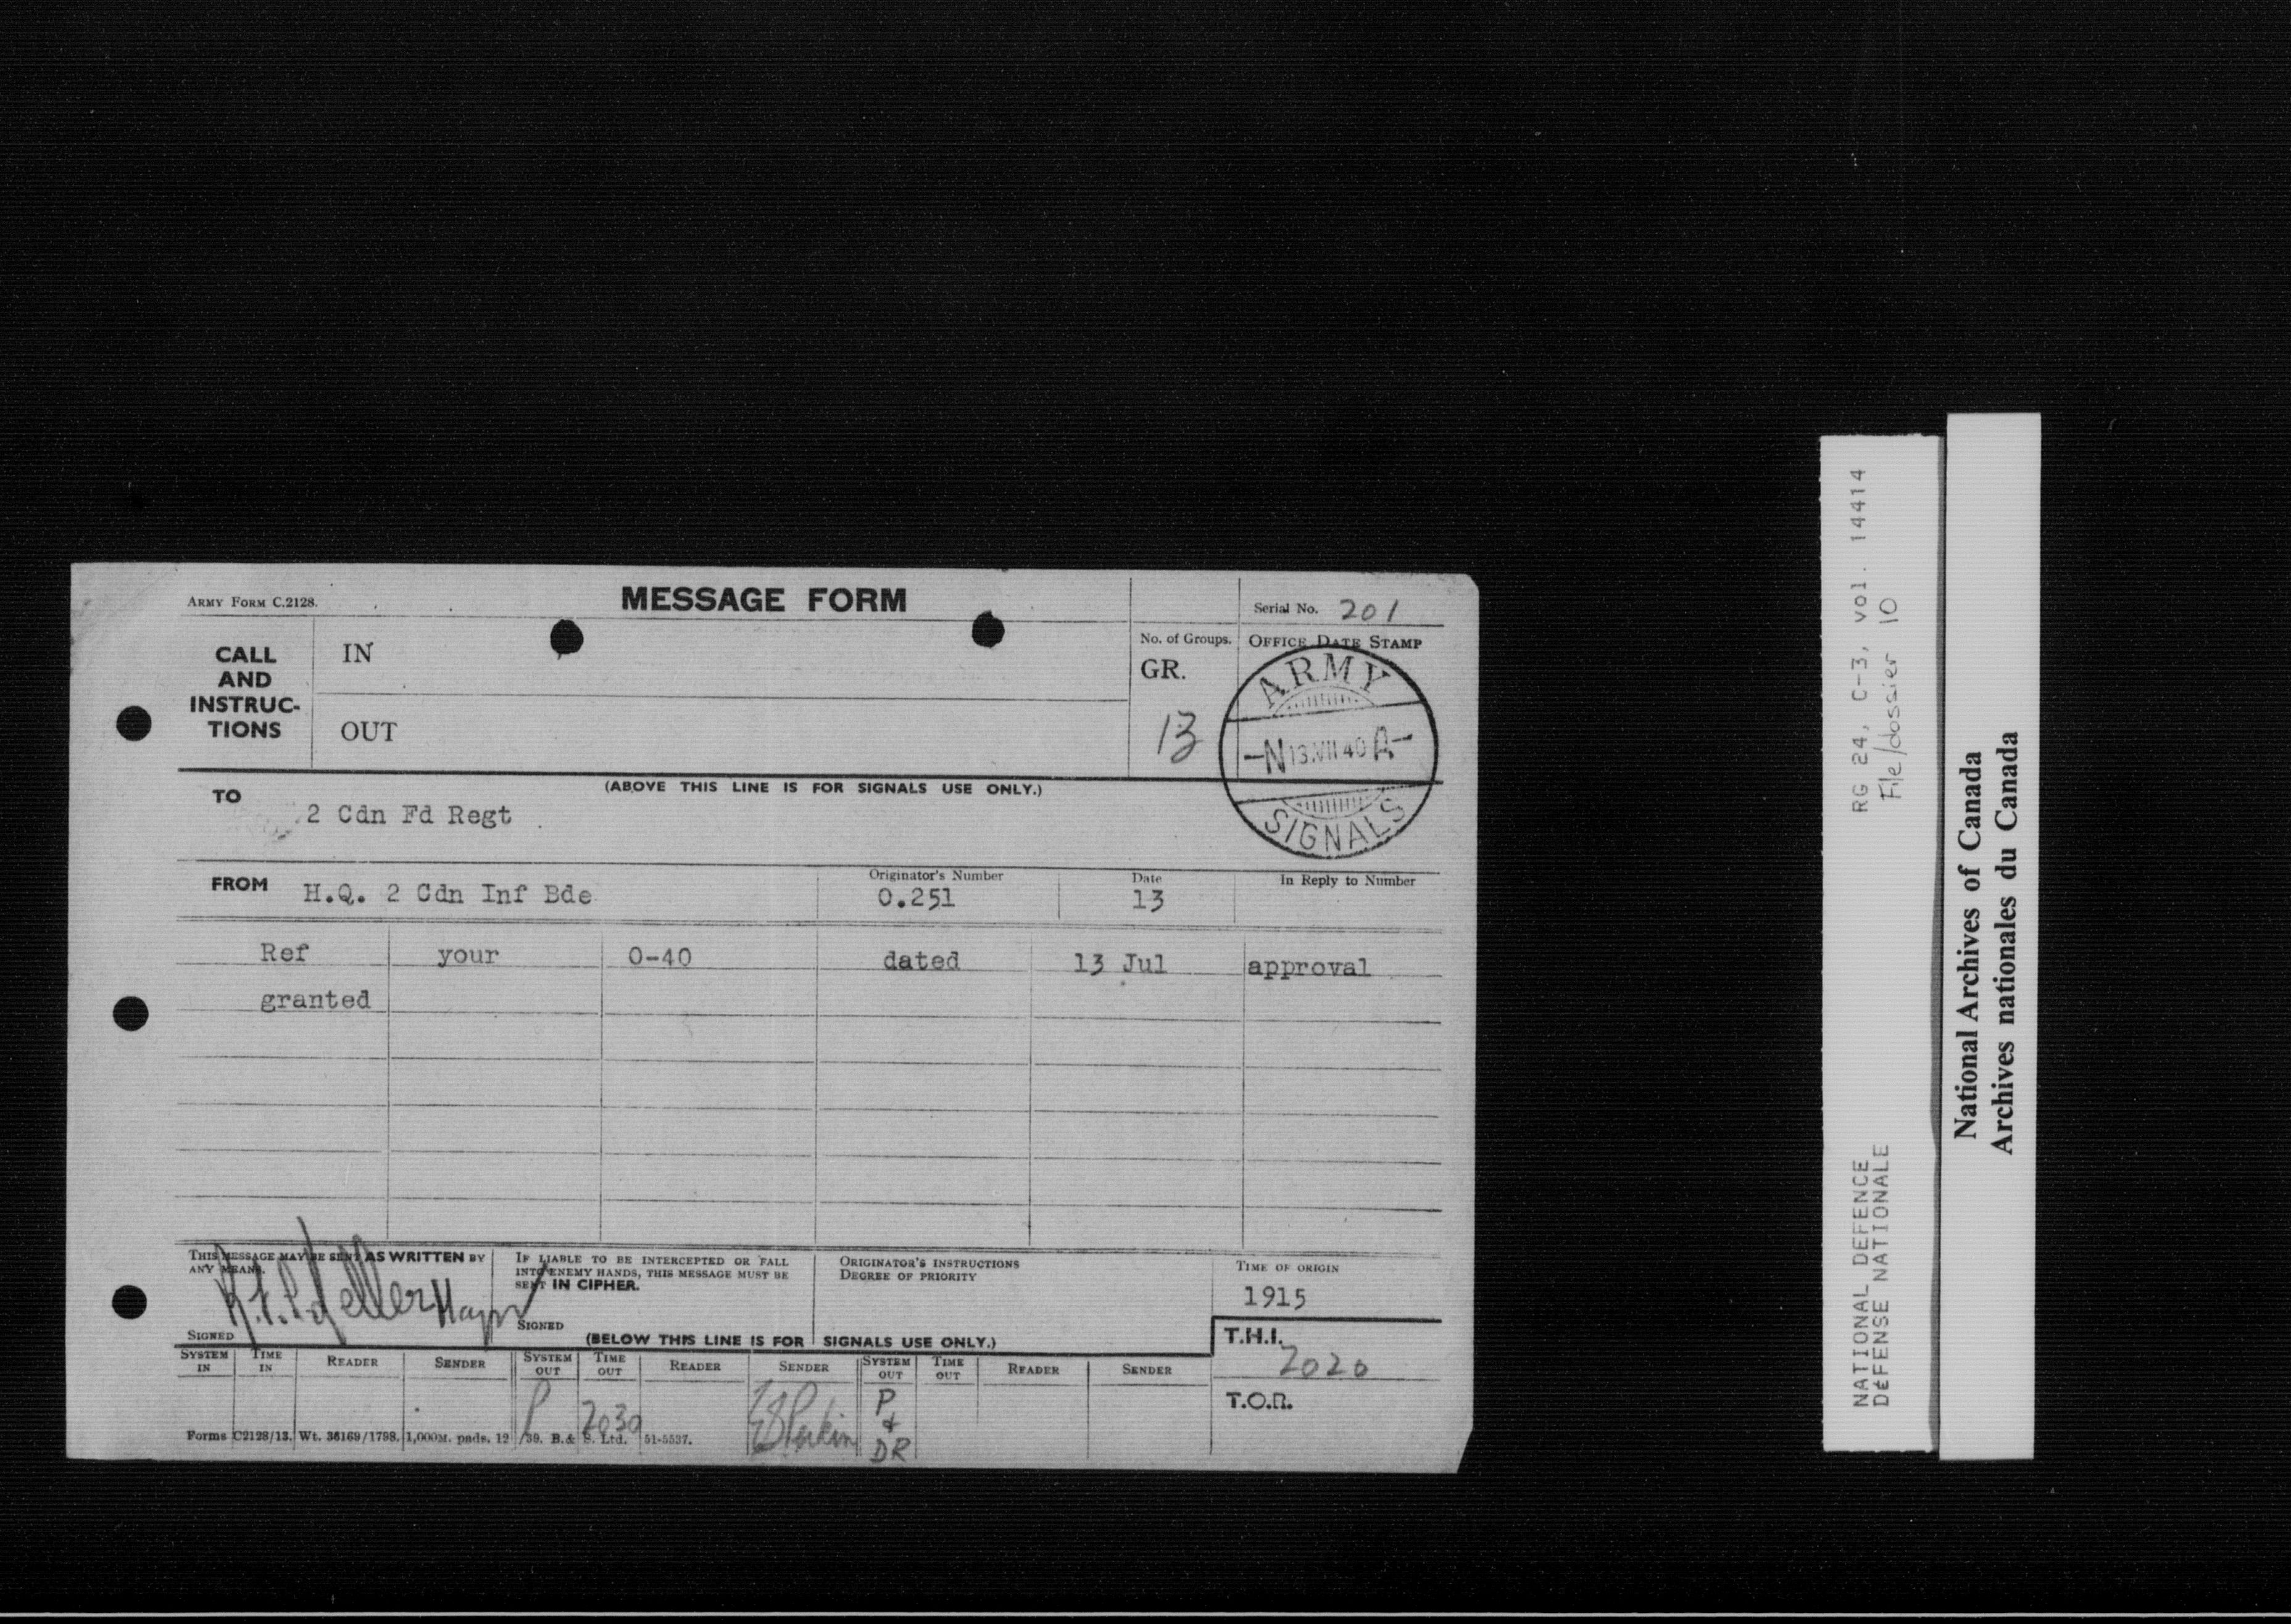 ARMY FORM C.2128.
MESSAGE FORM
Serial No. 201
CALL AND INSTRUC-TIONS
IN
OUT
No. of Groups.
GR.
13
OFFICE DATE STAMP
ARMY
-N 13.VII.40 A-
SIGNALS
(ABOVE THIS LINE IS FOR SIGNALS USE ONLY.)
TO
2 Cdn Fd Regt
FROM H.Q. 2 Cdn Inf Bde
Originator's Number
0.251
Date
13
In Reply to Number
Ref your 0-40 dated 13 Jul approval
granted
THIS MESSAGE MAY BE SENT AS WRITTEN BY
ANY MEANS.
R.F.L. Keller Major
SIGNED
IF LIABLE TO BE INTERCEPTED OR FALL
INTO ENEMY HANDS, THIS MESSAGE MUST BE
SENT IN CIPHER.
SIGNED
ORIGINATOR'S INSTRUCTIONS
DEGREE OF PRIORITY
TIME OF ORIGIN
1915
(BELOW THIS LINE IS FOR SIGNALS USE ONLY.)
T.H.I.
2020
T.O.R.
SYSTEM IN TIME IN READER SENDER SYSTEM OUT TIME OUT READER SENDER SYSTEM OUT TIME OUT READER SENDER
P 2030 P & DR
Forms C2128/13. Wt. 36169/1798. 1,000M. pads. 12/39. B.& S. Ltd. 51-5537.
RG 24, C-3, vol. 14414
File/dossier 10
NATIONAL DEFENCE
DÉFENSE NATIONALE
National Archives of Canada
Archives nationales du Canada